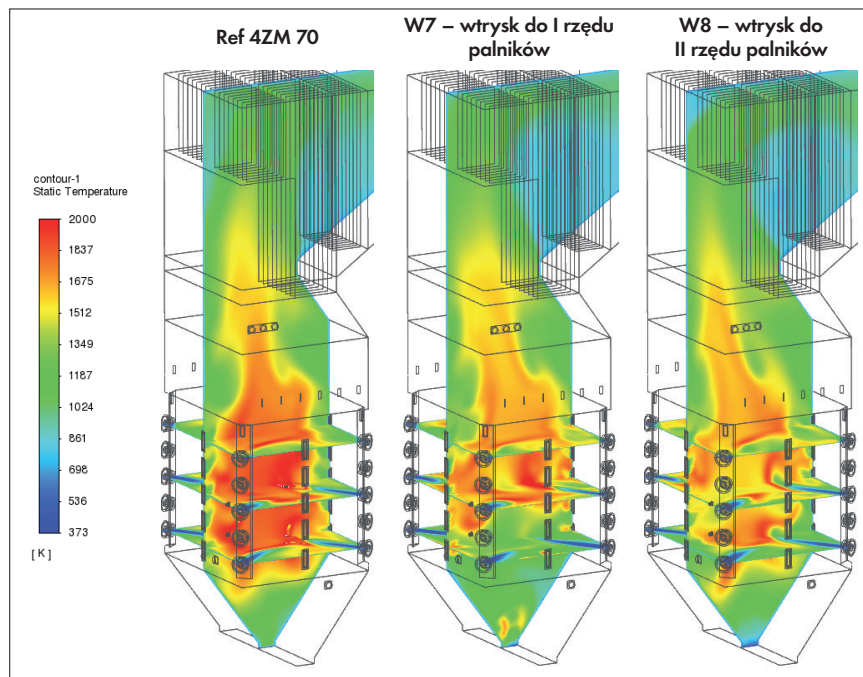 Ref 4ZM 70
W7 – wtrysk do I rzędu
palników
W8 – wtrysk do
II rzędu palników
contour-1
Static Temperature
2000
1837
1675
1512
1349
1187
1024
861
698
536
373
[ K ]